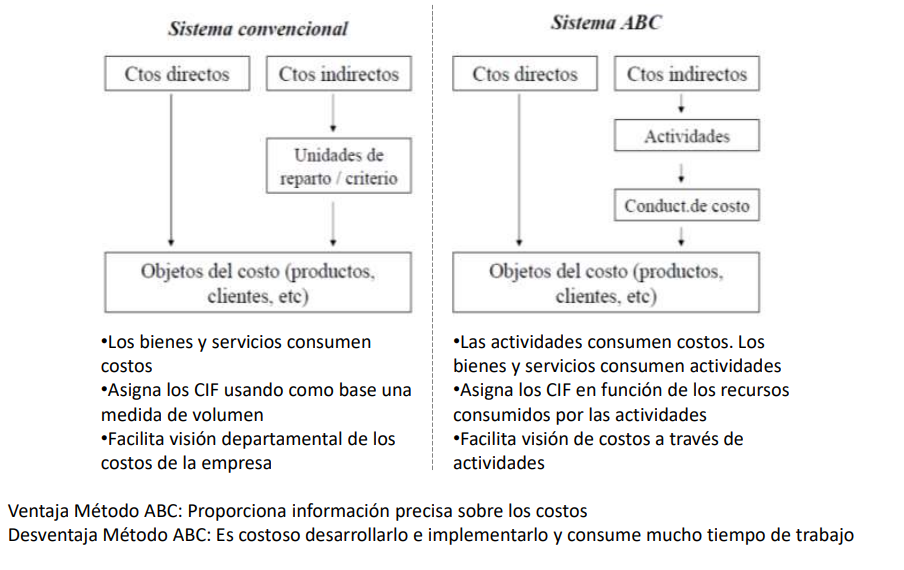 Sistema convencional
Ctos directos
Ctos indirectos
Unidades de
reparto / criterio
Objetos del costo (productos,
clientes, etc)
•Los bienes y servicios consumen
costos
•Asigna los CIF usando como base una
medida de volumen
•Facilita visión departamental de los
costos de la empresa
Sistema ABC
Ctos directos
Ctos indirectos
Actividades
Conduct.de costo
Objetos del costo (productos,
clientes, etc)
•Las actividades consumen costos. Los
bienes y servicios consumen actividades
•Asigna los CIF en función de los recursos
consumidos por las actividades
•Facilita visión de costos a través de
actividades
Ventaja Método ABC: Proporciona información precisa sobre los costos
Desventaja Método ABC: Es costoso desarrollarlo e implementarlo y consume mucho tiempo de trabajo